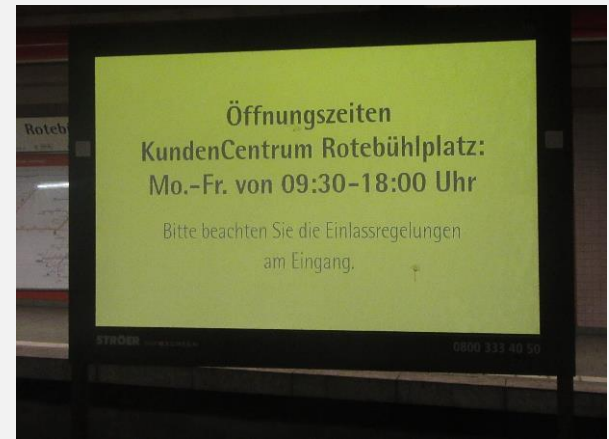 Öffnungszeiten
KundenCentrum Rotebühlplatz:
Mo.-Fr. von 09:30-18:00 Uhr
Bitte beachten Sie die Einlassregelungen
am Eingang.
Roteb
STRÖER
0800 333 40 50